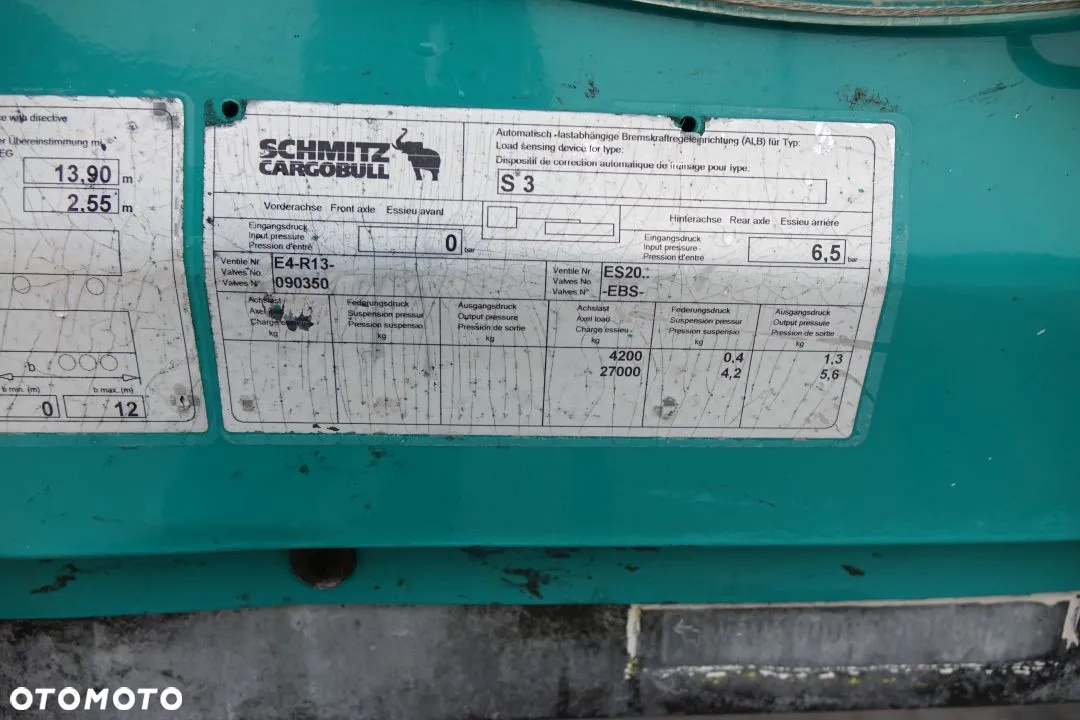 ce with directive
er Übereinstimmung mit
EG
13,90 m
2,55 m
b
b min. (m) b max. (m)
0 12
SCHMITZ
CARGOBULL
Automatisch -lastabhängige Bremskraftregeleinrichtung (ALB) für Typ:
Load sensing device for type:
Dispositif de correction automatique de freinage pour type:
S 3
Vorderachse Front axle Essieu avant
Eingangsdruck
Input pressure
Pression d'entré
0 bar
Hinterachse Rear axle Essieu arrière
Eingangsdruck
Input pressure
Pression d'entré
6,5 bar
Ventile Nr
Valves No.
Valves N°
E4-R13-
090350
Ventile Nr
Valves No
Valves N°
ES20.:
-EBS-
Achslast
Axel load
Charge essieu
kg
Federungsdruck
Suspension pressur
Pression suspensio
kg
Ausgangsdruck
Output pressure
Pression de sortie
kg
Achslast
Axel load
Charge essieu
kg
Federungsdruck
Suspension pressur
Pression suspensio
kg
Ausgangsdruck
Output pressure
Pression de sortie
kg
4200 0,4 1,3
27000 4,2 5,6
OTOMOTO